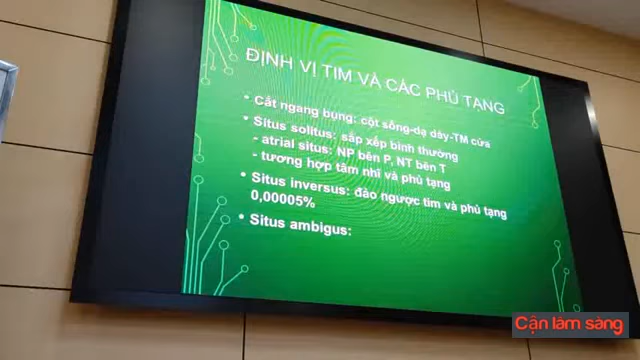 ĐỊNH VỊ TIM VÀ CÁC PHỦ TẠNG
• Cắt ngang bụng: cột sống-dạ dày-TM cửa
• Situs solitus: sắp xếp bình thường
- atrial situs: NP bên P, NT bên T
- tương hợp tâm nhĩ và phủ tạng
• Situs inversus: đảo ngược tim và phủ tạng
0,00005%
• Situs ambigus:
Cận lâm sàng